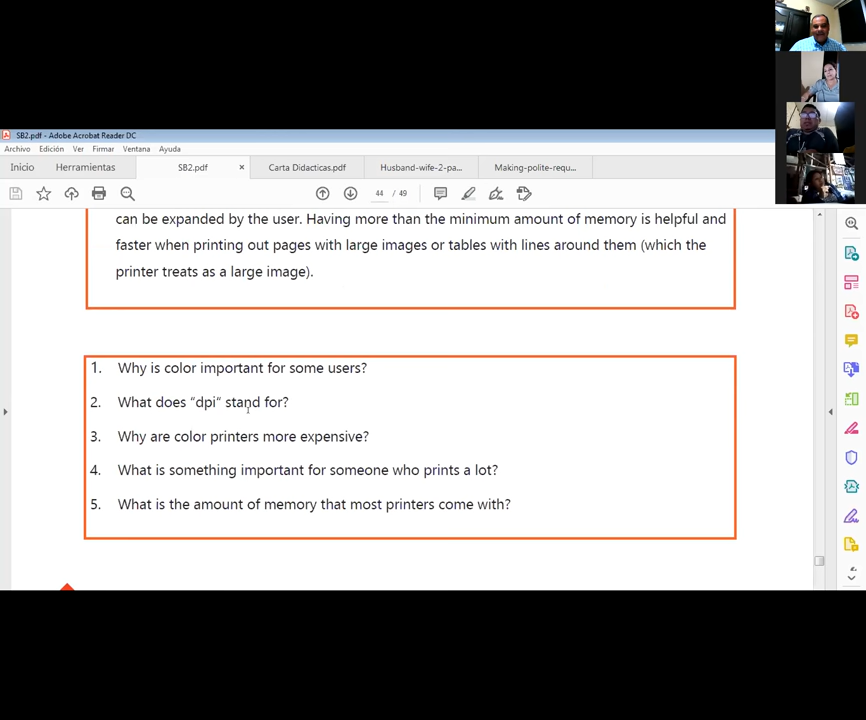 SB2.pdf - Adobe Acrobat Reader DC
Archivo Edición Ver Firmar Ventana Ayuda
Inicio Herramientas SB2.pdf × Carta Didacticas.pdf Husband-wife-2-pa... Making-polite-requ...
44 / 49
can be expanded by the user. Having more than the minimum amount of memory is helpful and
faster when printing out pages with large images or tables with lines around them (which the
printer treats as a large image).
1. Why is color important for some users?
2. What does “dpi” stand for?
3. Why are color printers more expensive?
4. What is something important for someone who prints a lot?
5. What is the amount of memory that most printers come with?